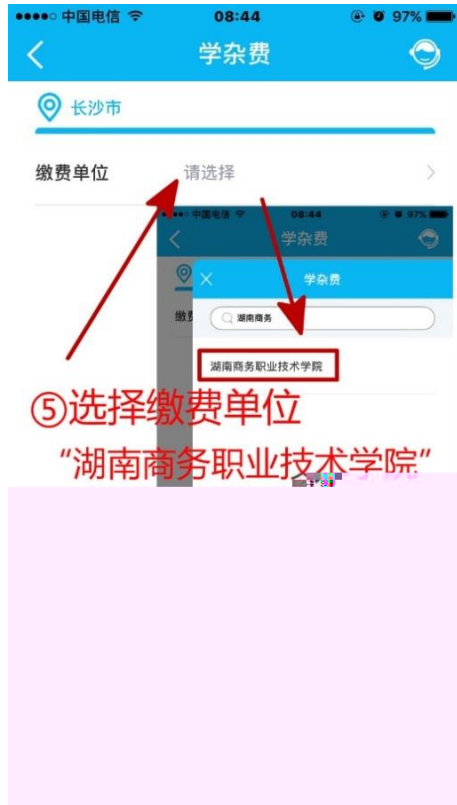 中国电信 08:44 97%
学杂费
长沙市
缴费单位 请选择
中国电信 08:44 97%
学杂费
学杂费
缴费
湖南商务
湖南商务职业技术学院
⑤选择缴费单位
“湖南商务职业技术学院”